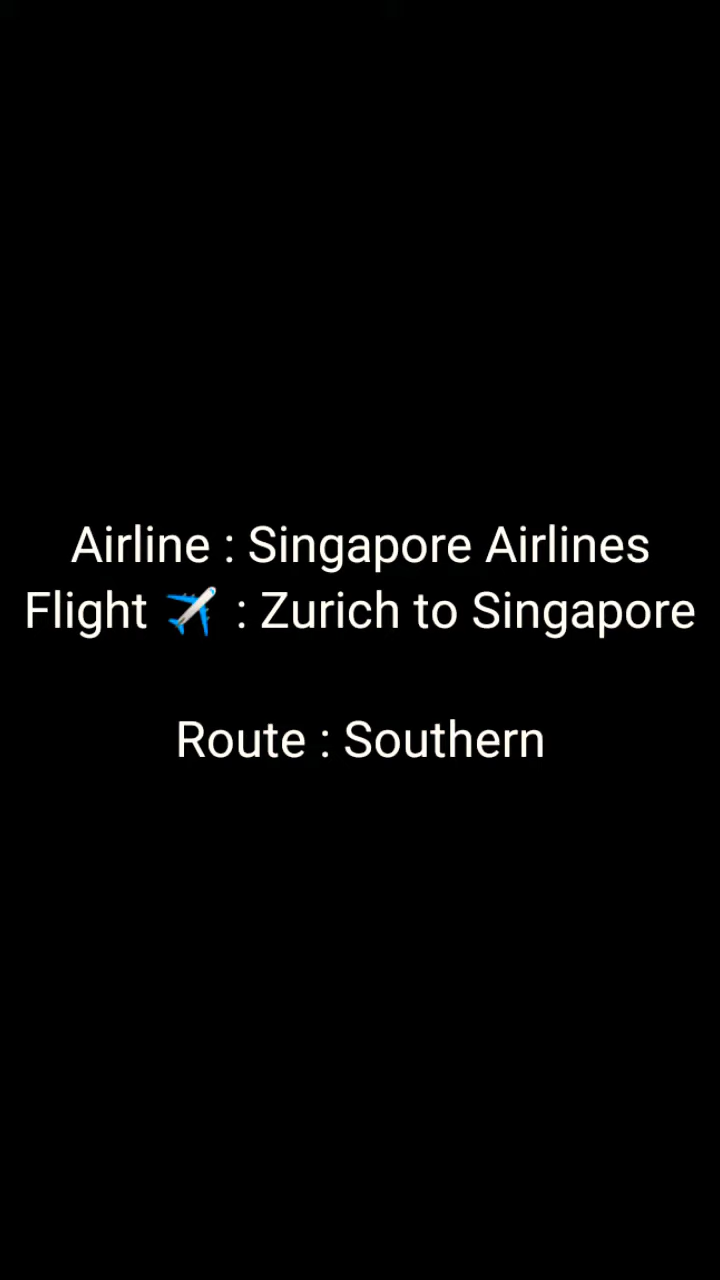 Airline : Singapore Airlines
Flight ✈️ : Zurich to Singapore
Route : Southern